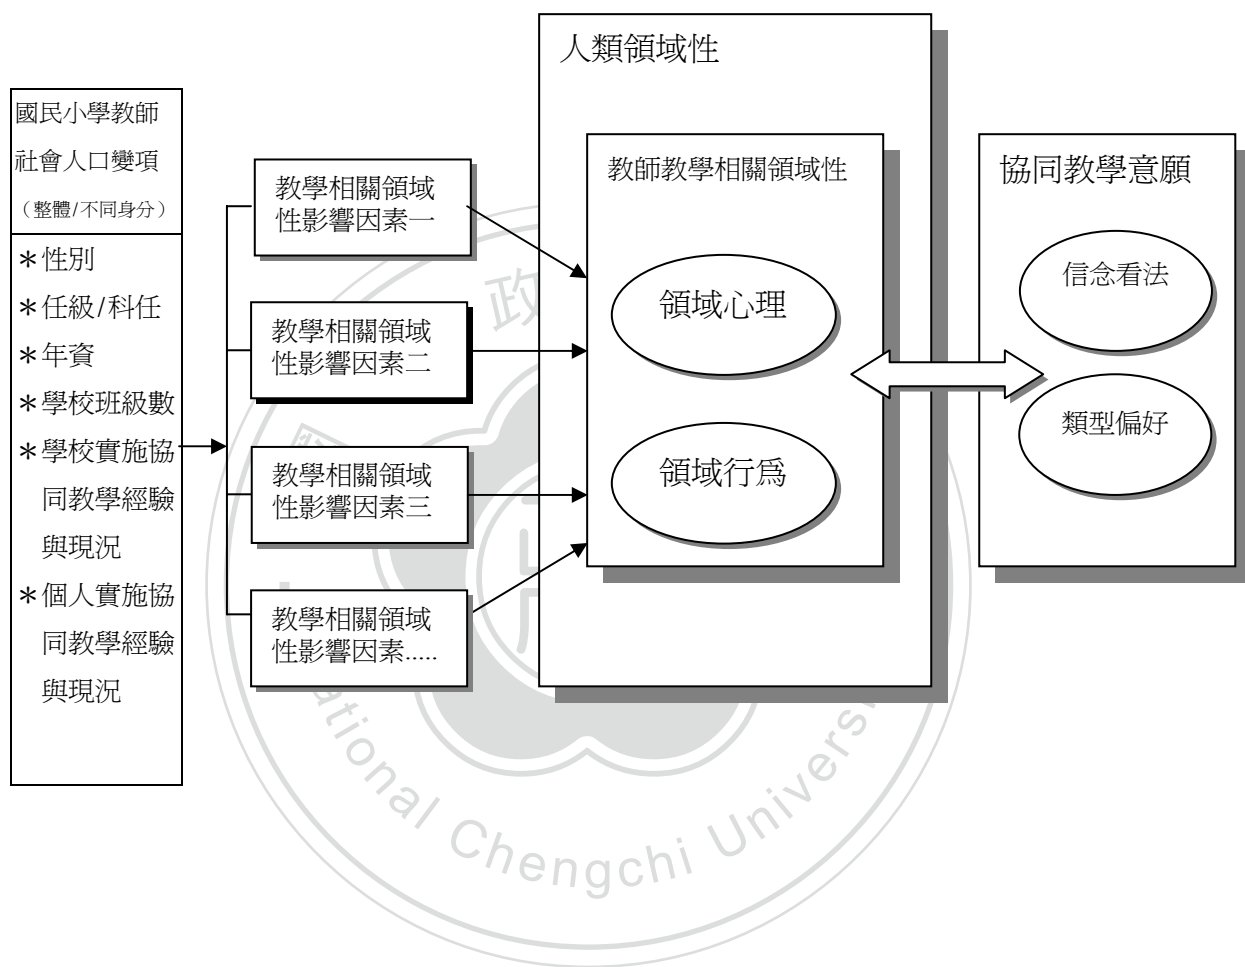 國民小學教師
社會人口變項
（整體/不同身分）
＊性別
＊任級/科任
＊年資
＊學校班級數
＊學校實施協
同教學經驗
與現況
＊個人實施協
同教學經驗
與現況
教學相關領域
性影響因素一
教學相關領域
性影響因素二
教學相關領域
性影響因素三
教學相關領域
性影響因素.....
人類領域性
教師教學相關領域性
領域心理
領域行為
協同教學意願
信念看法
類型偏好
政
Chengchi